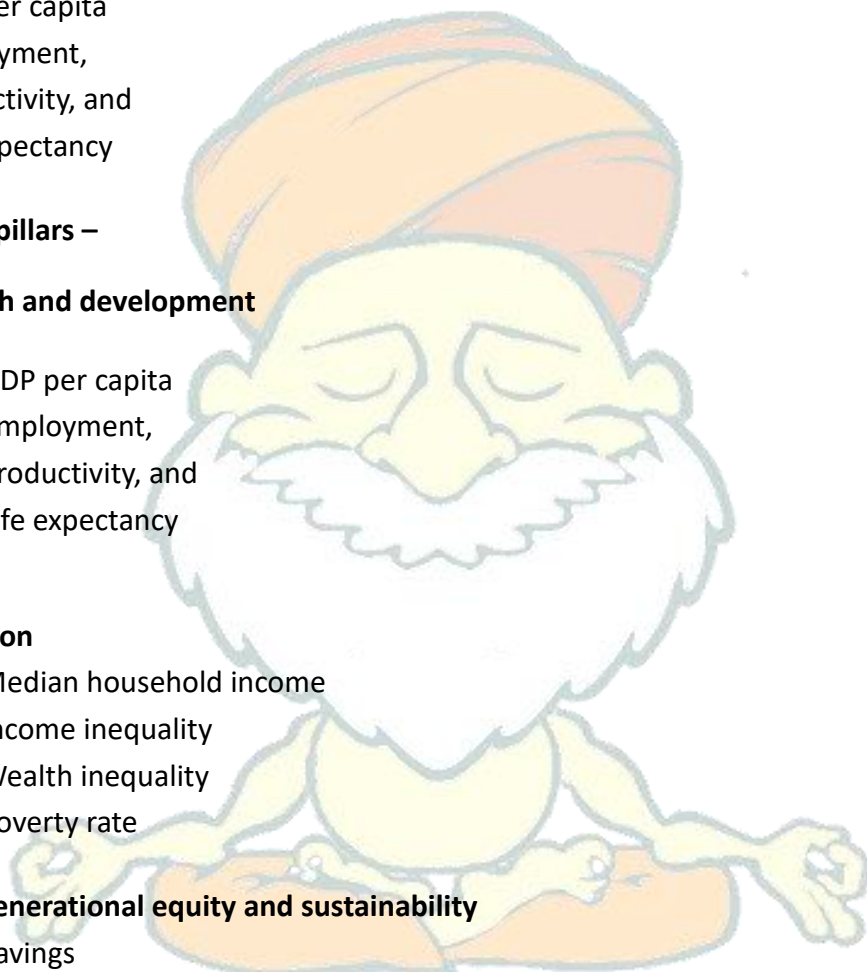 er capita
yment,
ctivity, and
pectancy
pillars –
h and development
DP per capita
mployment,
roductivity, and
fe expectancy
on
Median household income
ncome inequality
Wealth inequality
overty rate
enerational equity and sustainability
avings